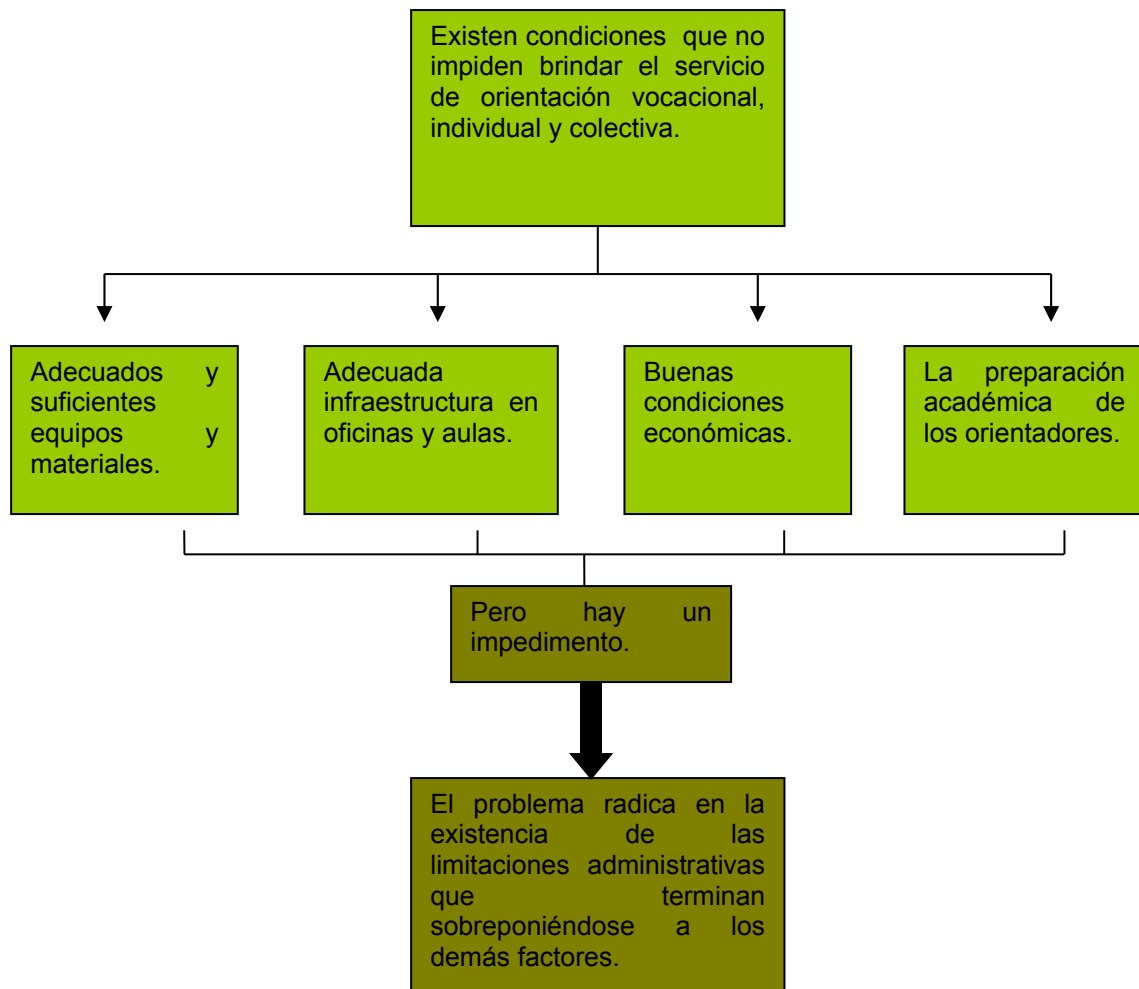 Existen condiciones que no
impiden brindar el servicio
de orientación vocacional,
individual y colectiva.
Adecuados y
suficientes
equipos y
materiales.
Adecuada
infraestructura en
oficinas y aulas.
Buenas
condiciones
económicas.
La preparación
académica de
los orientadores.
Pero hay un
impedimento.
El problema radica en la
existencia de las
limitaciones administrativas
que terminan
sobreponiéndose a los
demás factores.